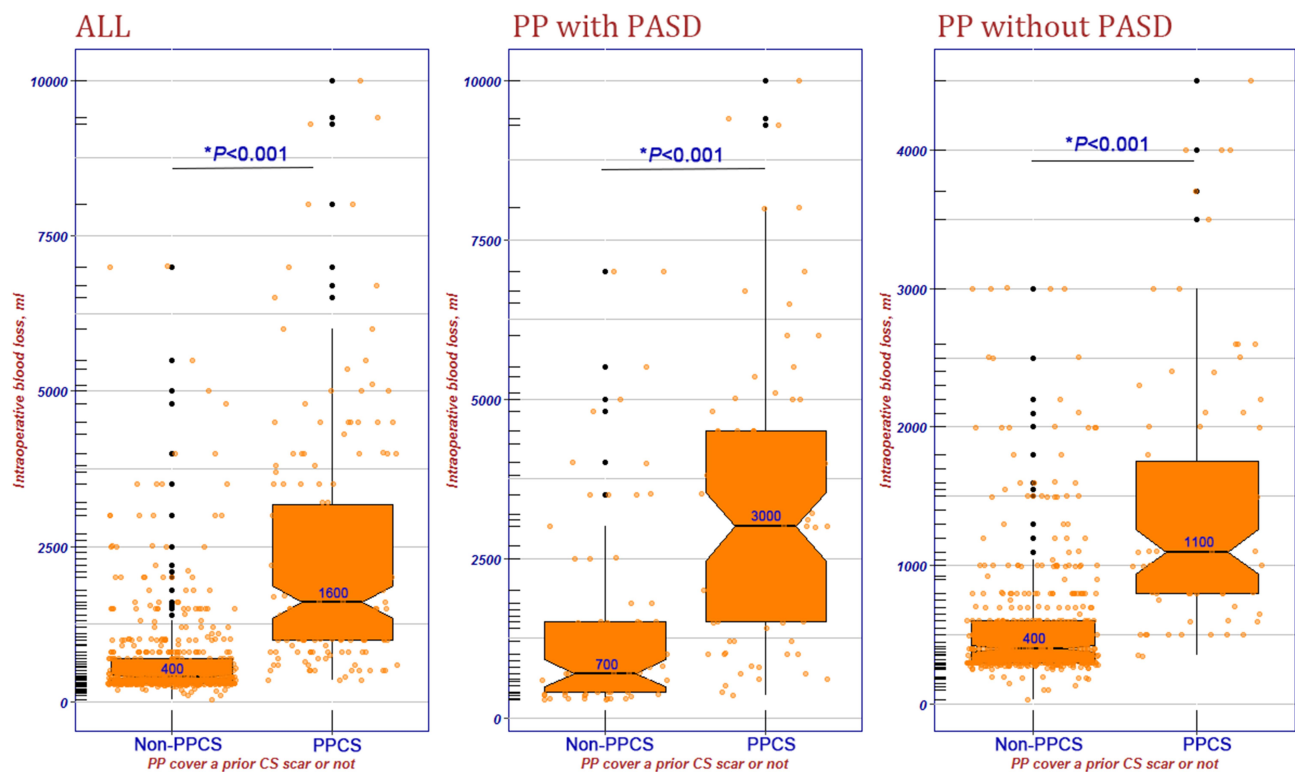 ALL
Intraoperative blood loss, ml
10000
7500
5000
2500
0
*P<0.001
400
1600
Non-PPCS
PPCS
PP cover a prior CS scar or not
PP with PASD
Intraoperative blood loss, ml
10000
7500
5000
2500
0
*P<0.001
700
3000
Non-PPCS
PPCS
PP cover a prior CS scar or not
PP without PASD
Intraoperative blood loss, ml
4000
3000
2000
1000
0
*P<0.001
400
1100
Non-PPCS
PPCS
PP cover a prior CS scar or not